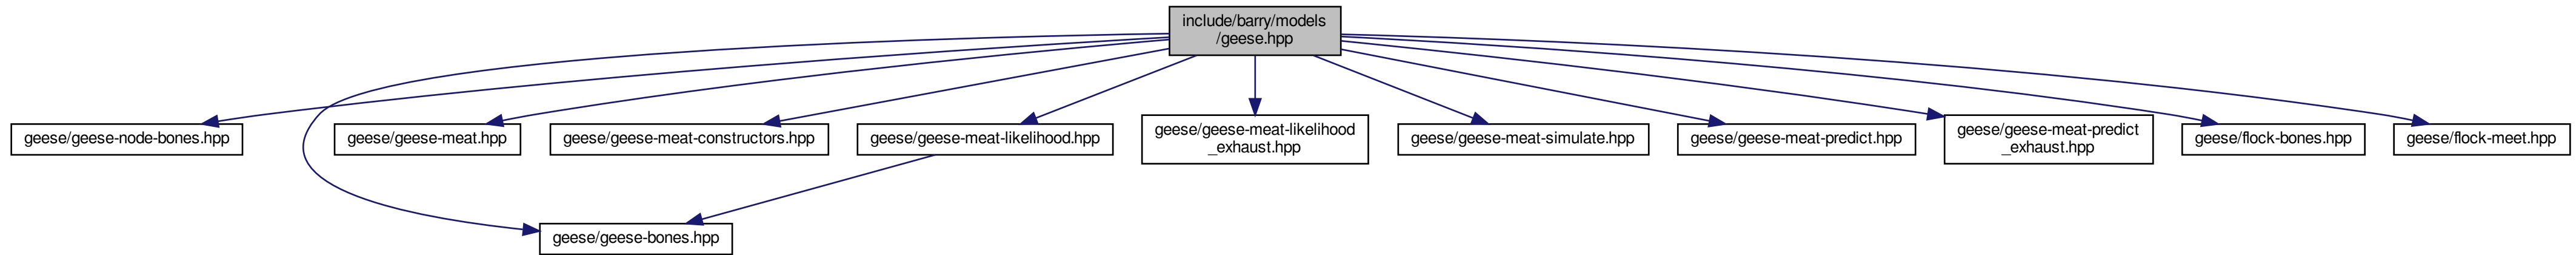 include/barry/models
/geese.hpp
geese/geese-node-bones.hpp
geese/geese-meat.hpp
geese/geese-meat-constructors.hpp
geese/geese-meat-likelihood.hpp
geese/geese-meat-likelihood
_exhaust.hpp
geese/geese-meat-simulate.hpp
geese/geese-meat-predict.hpp
geese/geese-meat-predict
_exhaust.hpp
geese/flock-bones.hpp
geese/flock-meet.hpp
geese/geese-bones.hpp